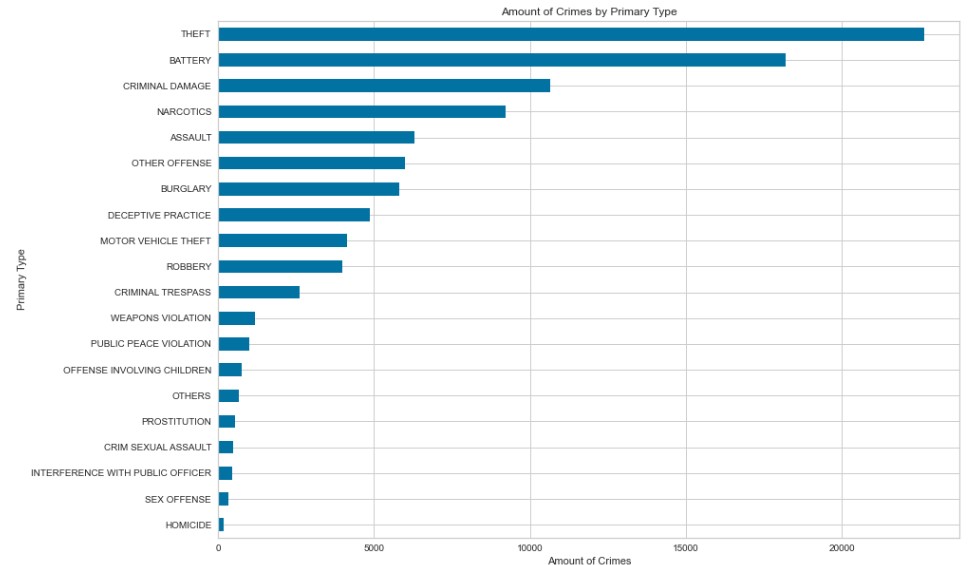 Amount of Crimes by Primary Type
THEFT
BATTERY
CRIMINAL DAMAGE
NARCOTICS
ASSAULT
OTHER OFFENSE
BURGLARY
DECEPTIVE PRACTICE
MOTOR VEHICLE THEFT
ROBBERY
CRIMINAL TRESPASS
WEAPONS VIOLATION
PUBLIC PEACE VIOLATION
OFFENSE INVOLVING CHILDREN
OTHERS
PROSTITUTION
CRIM SEXUAL ASSAULT
INTERFERENCE WITH PUBLIC OFFICER
SEX OFFENSE
HOMICIDE
Primary Type
0 5000 10000 15000 20000
Amount of Crimes